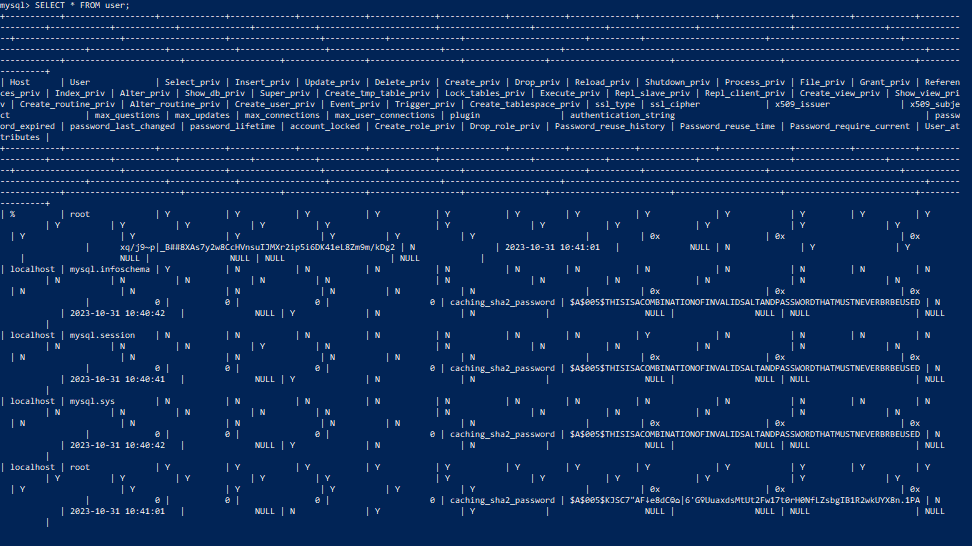 mysql> SELECT * FROM user;
| Host | User | Select_priv | Insert_priv | Update_priv | Delete_priv | Create_priv | Drop_priv | Reload_priv | Shutdown_priv | Process_priv | File_priv | Grant_priv | Referen
ces_priv | Index_priv | Alter_priv | Show_db_priv | Super_priv | Create_tmp_table_priv | Lock_tables_priv | Execute_priv | Repl_slave_priv | Repl_client_priv | Create_view_priv | Show_view_pri
v | Create_routine_priv | Alter_routine_priv | Create_user_priv | Event_priv | Trigger_priv | Create_tablespace_priv | ssl_type | ssl_cipher | x509_issuer | x509_subje
ct | max_questions | max_updates | max_connections | max_user_connections | plugin | authentication_string | passw
ord_expired | password_last_changed | password_lifetime | account_locked | Create_role_priv | Drop_role_priv | Password_reuse_history | Password_reuse_time | Password_require_current | User_at
tributes |
| % | root | Y | Y | Y | Y | Y | Y | Y | Y | Y | Y | Y
| Y | Y | Y | Y | Y | Y | Y | Y | Y | Y | Y
| Y | Y | Y | Y | Y | | 0x | 0x | 0x
| xq/j9~p|_B##8XAs7y2w8CcHVnsuIJMXr2ip5i6DK41eL8Zm9m/kDg2 | N | 2023-10-31 10:41:01 | NULL | N | Y | Y
| NULL | NULL | NULL | NULL |
| localhost | mysql.infoschema | Y | N | N | N | N | N | N | N | N | N | N
| N | N | N | N | N | N | N | N | N | N | N
| N | N | N | N | N | | 0x | 0x | 0x
| 0 | 0 | 0 | 0 | caching_sha2_password | $A$005$THISISACOMBINATIONOFINVALIDSALTANDPASSWORDTHATMUSTNEVERBRBEUSED | N
| 2023-10-31 10:40:42 | NULL | Y | N | N | NULL | NULL | NULL | NULL
|
| localhost | mysql.session | N | N | N | N | N | N | N | Y | N | N | N
| N | N | N | Y | N | N | N | N | N | N | N
| N | N | N | N | N | | 0x | 0x | 0x
| 0 | 0 | 0 | 0 | caching_sha2_password | $A$005$THISISACOMBINATIONOFINVALIDSALTANDPASSWORDTHATMUSTNEVERBRBEUSED | N
| 2023-10-31 10:40:41 | NULL | Y | N | N | NULL | NULL | NULL | NULL
|
| localhost | mysql.sys | N | N | N | N | N | N | N | N | N | N | N
| N | N | N | N | N | N | N | N | N | N | N
| N | N | N | N | N | | 0x | 0x | 0x
| 0 | 0 | 0 | 0 | caching_sha2_password | $A$005$THISISACOMBINATIONOFINVALIDSALTANDPASSWORDTHATMUSTNEVERBRBEUSED | N
| 2023-10-31 10:40:42 | NULL | Y | N | N | NULL | NULL | NULL | NULL
|
| localhost | root | Y | Y | Y | Y | Y | Y | Y | Y | Y | Y | Y
| Y | Y | Y | Y | Y | Y | Y | Y | Y | Y | Y
| Y | Y | Y | Y | Y | | 0x | 0x | 0x
| 0 | 0 | 0 | 0 | caching_sha2_password | | N
| 2023-10-31 10:41:01 | NULL | N | Y | Y | NULL | NULL | NULL | NULL
|